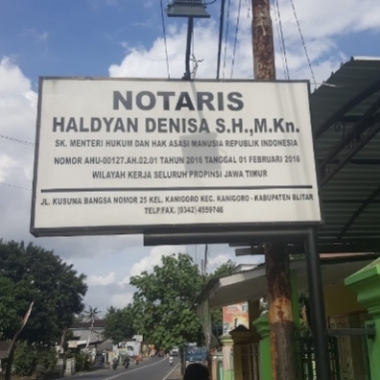 NOTARIS
HALDYAN DENISA S.H.,M.Kn.
SK. MENTERI HUKUM DAN HAK ASASI MANUSIA REPUBLIK INDONESIA
NOMOR AHU-00127.AH.02.01 TAHUN 2016 TANGGAL 01 FEBRUARI 2016
WILAYAH KERJA SELURUH PROPINSI JAWA TIMUR
JL. KUSUNA BANGSA NOMOR 25 KEL. KANIGORO KEC. KANIGORO - KABUPATEN BLITAR
TELP.FAX. (0342) 4559746